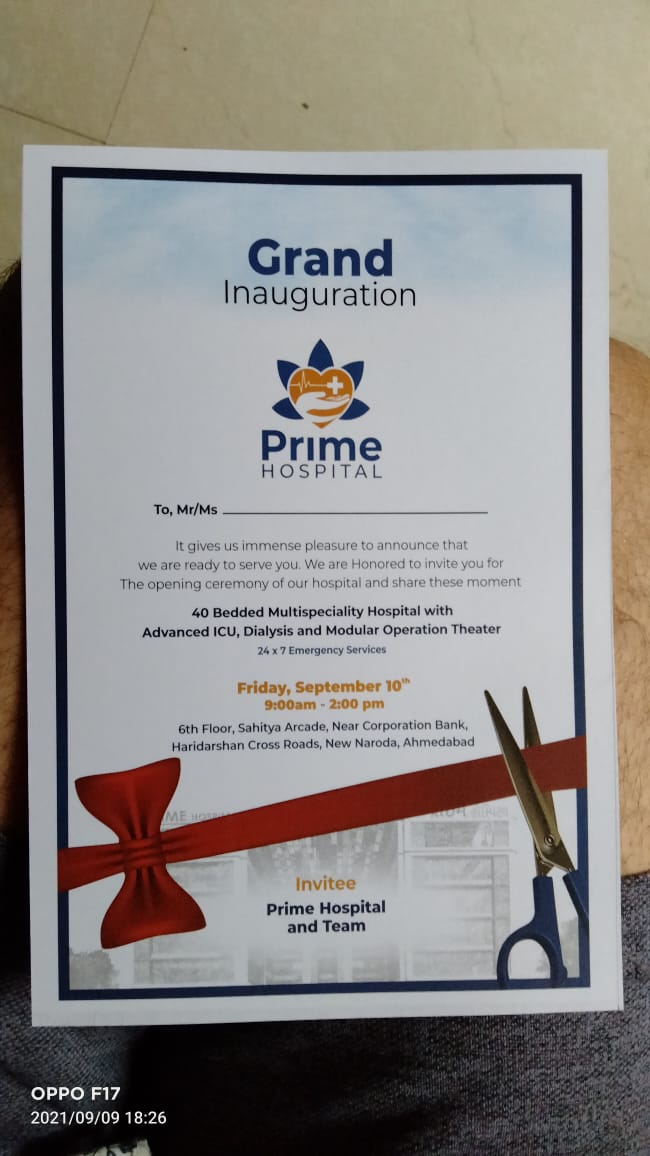 Grand
Inauguration
Prime
HOSPITAL
To, Mr/Ms
It gives us immense pleasure to announce that
we are ready to serve you. We are Honored to invite you for
The opening ceremony of our hospital and share these moment
40 Bedded Multispeciality Hospital with
Advanced ICU, Dialysis and Modular Operation Theater
24 x 7 Emergency Services
Friday, September 10th
9:00am - 2:00 pm
6th Floor, Sahitya Arcade, Near Corporation Bank,
Haridarshan Cross Roads, New Naroda, Ahmedabad
Invitee
Prime Hospital
and Team
OPPO F17
2021/09/09 18:26